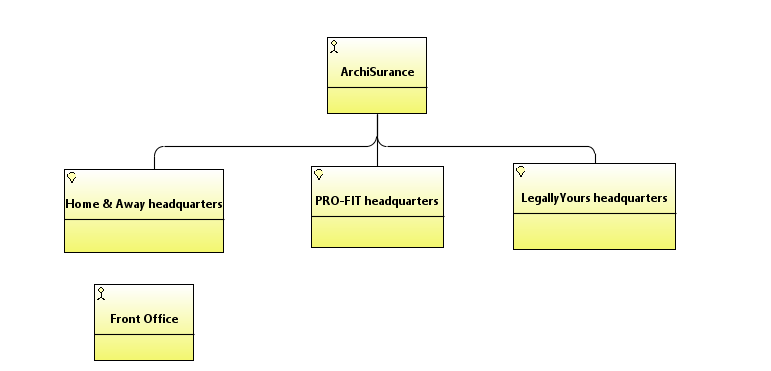 ArchiSurance
Home & Away headquarters
PRO-FIT headquarters
LegallyYours headquarters
Front Office